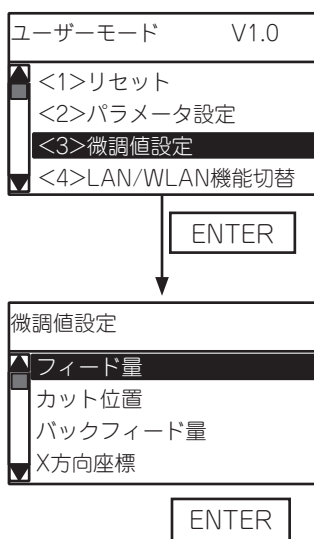 ユーザーモード V1.0
<1>リセット
<2>パラメータ設定
<3>微調値設定
<4>LAN/WLAN機能切替
ENTER
微調値設定
フィード量
カット位置
バックフィード量
X方向座標
ENTER